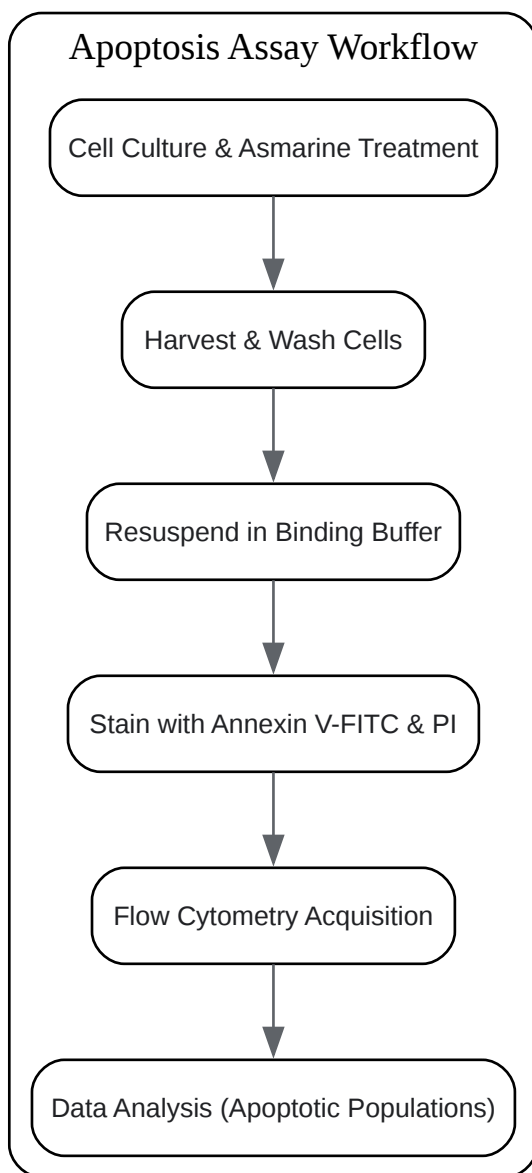 Apoptosis Assay Workflow
Cell Culture & Asmarine Treatment
Harvest & Wash Cells
Resuspend in Binding Buffer
Stain with Annexin V-FITC & PI
Flow Cytometry Acquisition
Data Analysis (Apoptotic Populations)